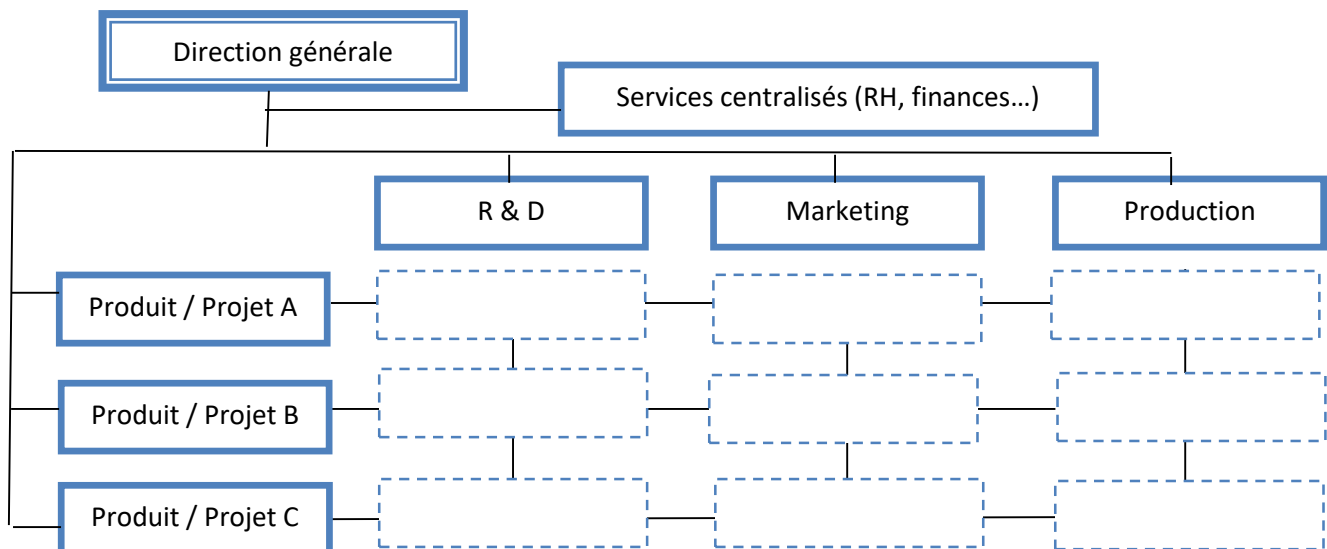 Direction générale
Services centralisés (RH, finances…)
R & D
Marketing
Production
Produit / Projet A
Produit / Projet B
Produit / Projet C